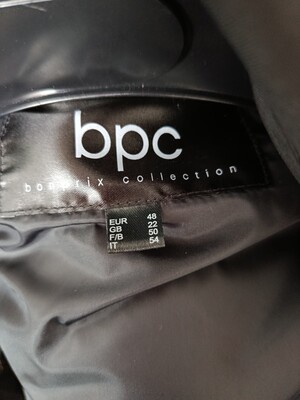 bpc
bonprix collection
EUR 48
GB 22
F/B 50
IT 54